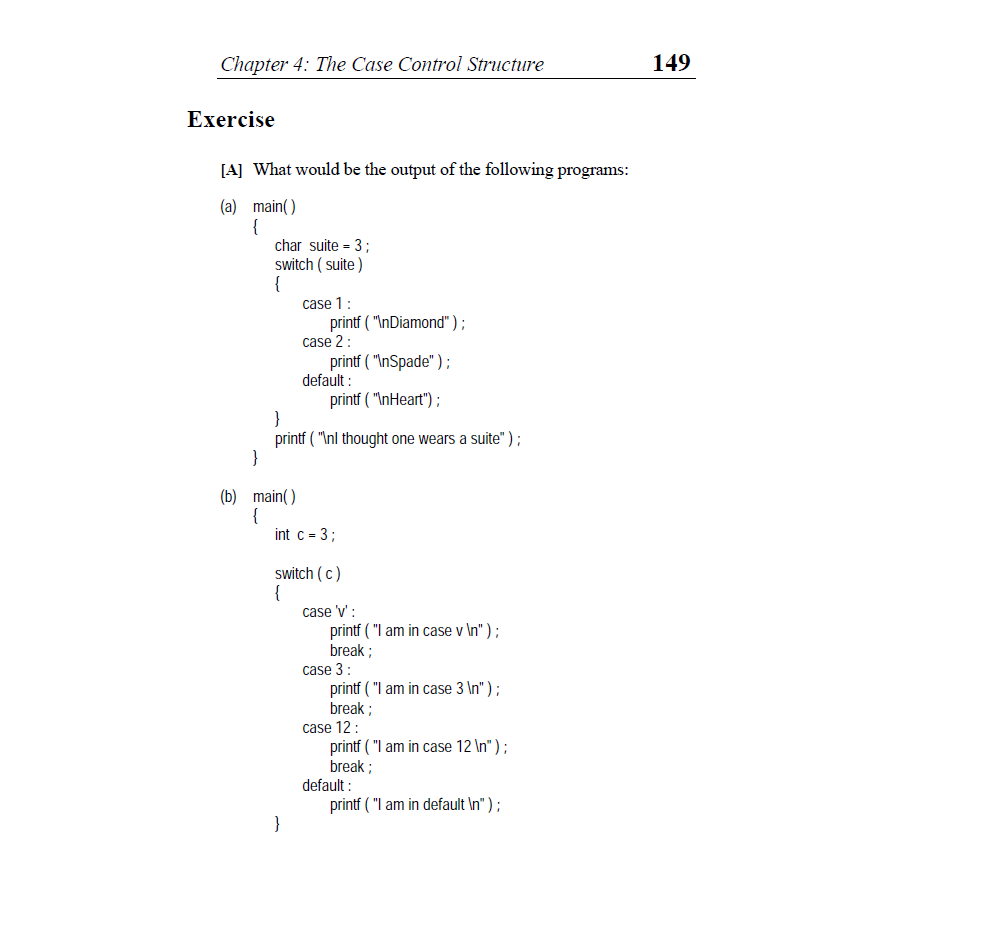 Chapter 4: The Case Control Structure 149
Exercise
[A] What would be the output of the following programs:
(a) main( )
{
char suite = 3 ;
switch ( suite )
{
case 1 :
printf ( "\nDiamond" ) ;
case 2 :
printf ( "\nSpade" ) ;
default :
printf ( "\nHeart") ;
}
printf ( "\nI thought one wears a suite" ) ;
}
(b) main( )
{
int c = 3 ;
switch ( c )
{
case 'v' :
printf ( "I am in case v \n" ) ;
break ;
case 3 :
printf ( "I am in case 3 \n" ) ;
break ;
case 12 :
printf ( "I am in case 12 \n" ) ;
break ;
default :
printf ( "I am in default \n" ) ;
}